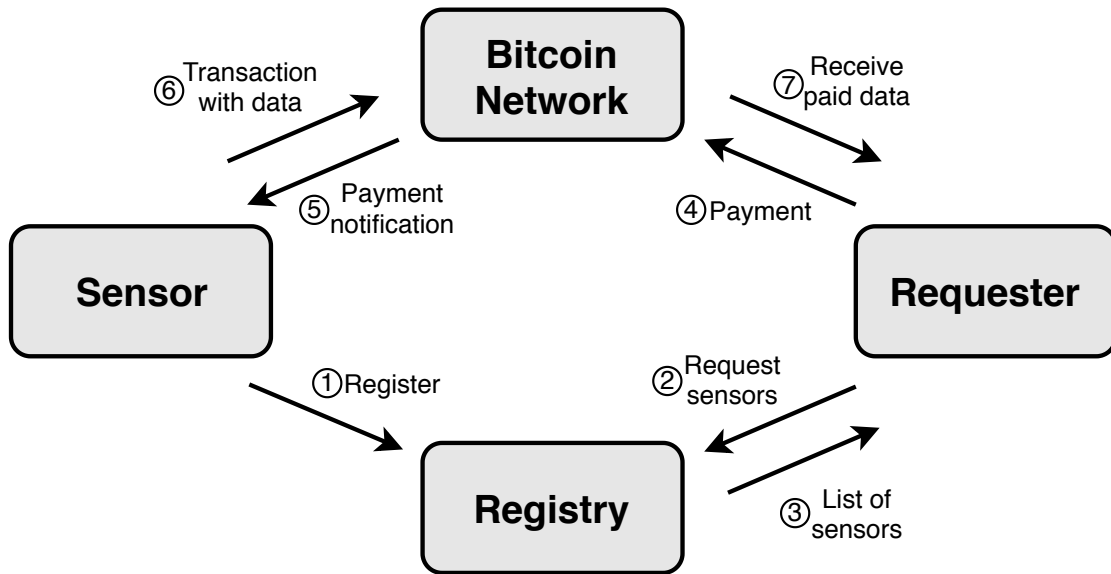 Bitcoin
Network
⑥ Transaction
with data
⑦ Receive
paid data
⑤ Payment
notification
④ Payment
Sensor
Requester
① Register
② Request
sensors
Registry
③ List of
sensors